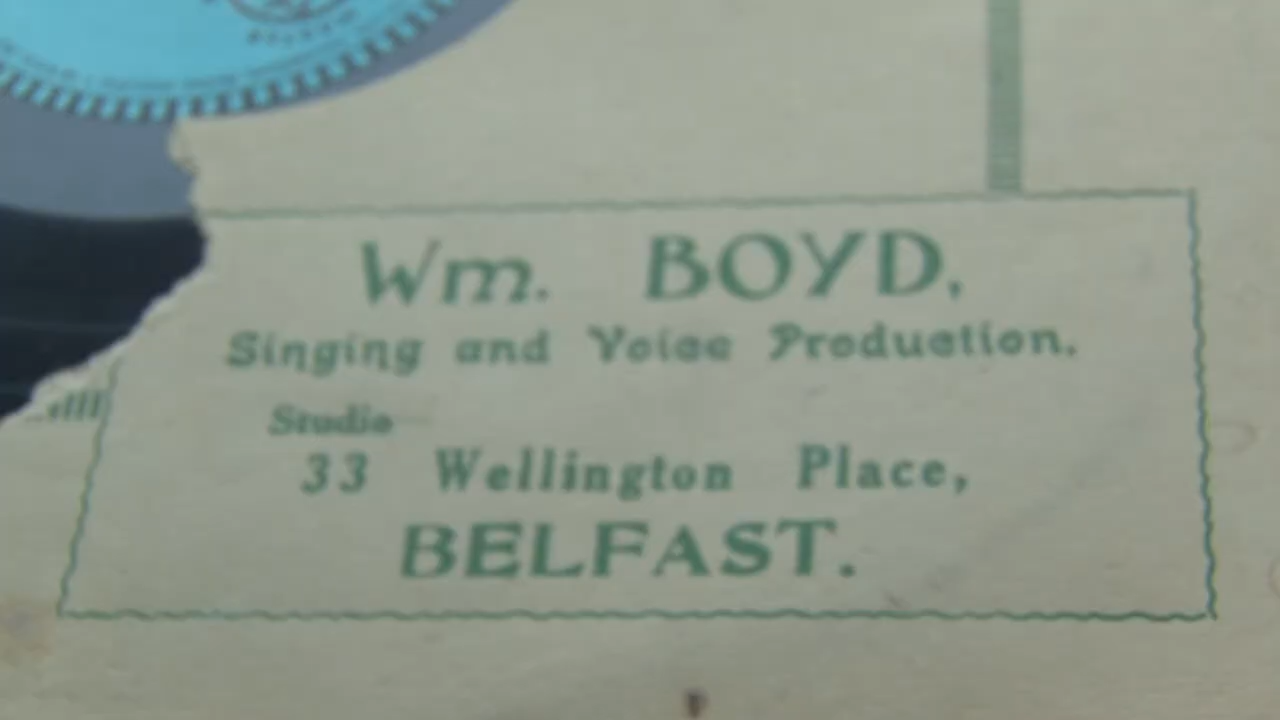 Wm. BOYD,
Singing and Voice Production.
Studio
33 Wellington Place,
BELFAST.